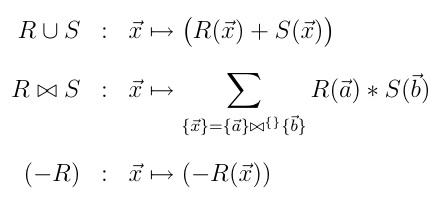 R ∪ S : x⃗ ↦ (R(x⃗) + S(x⃗))
R ⋈ S : x⃗ ↦ ∑_{{x⃗}={a⃗}⋈^{{}}{b⃗}} R(a⃗) ∗ S(b⃗)
(−R) : x⃗ ↦ (−R(x⃗))